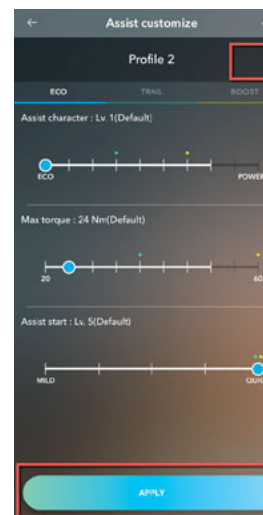 Assist customize
Profile 2
ECO TRAIL BOOST
Assist character : Lv. 1(Default)
ECO POWER
Max torque : 24 Nm(Default)
20 60
Assist start : Lv. 5(Default)
MILD
APPLY